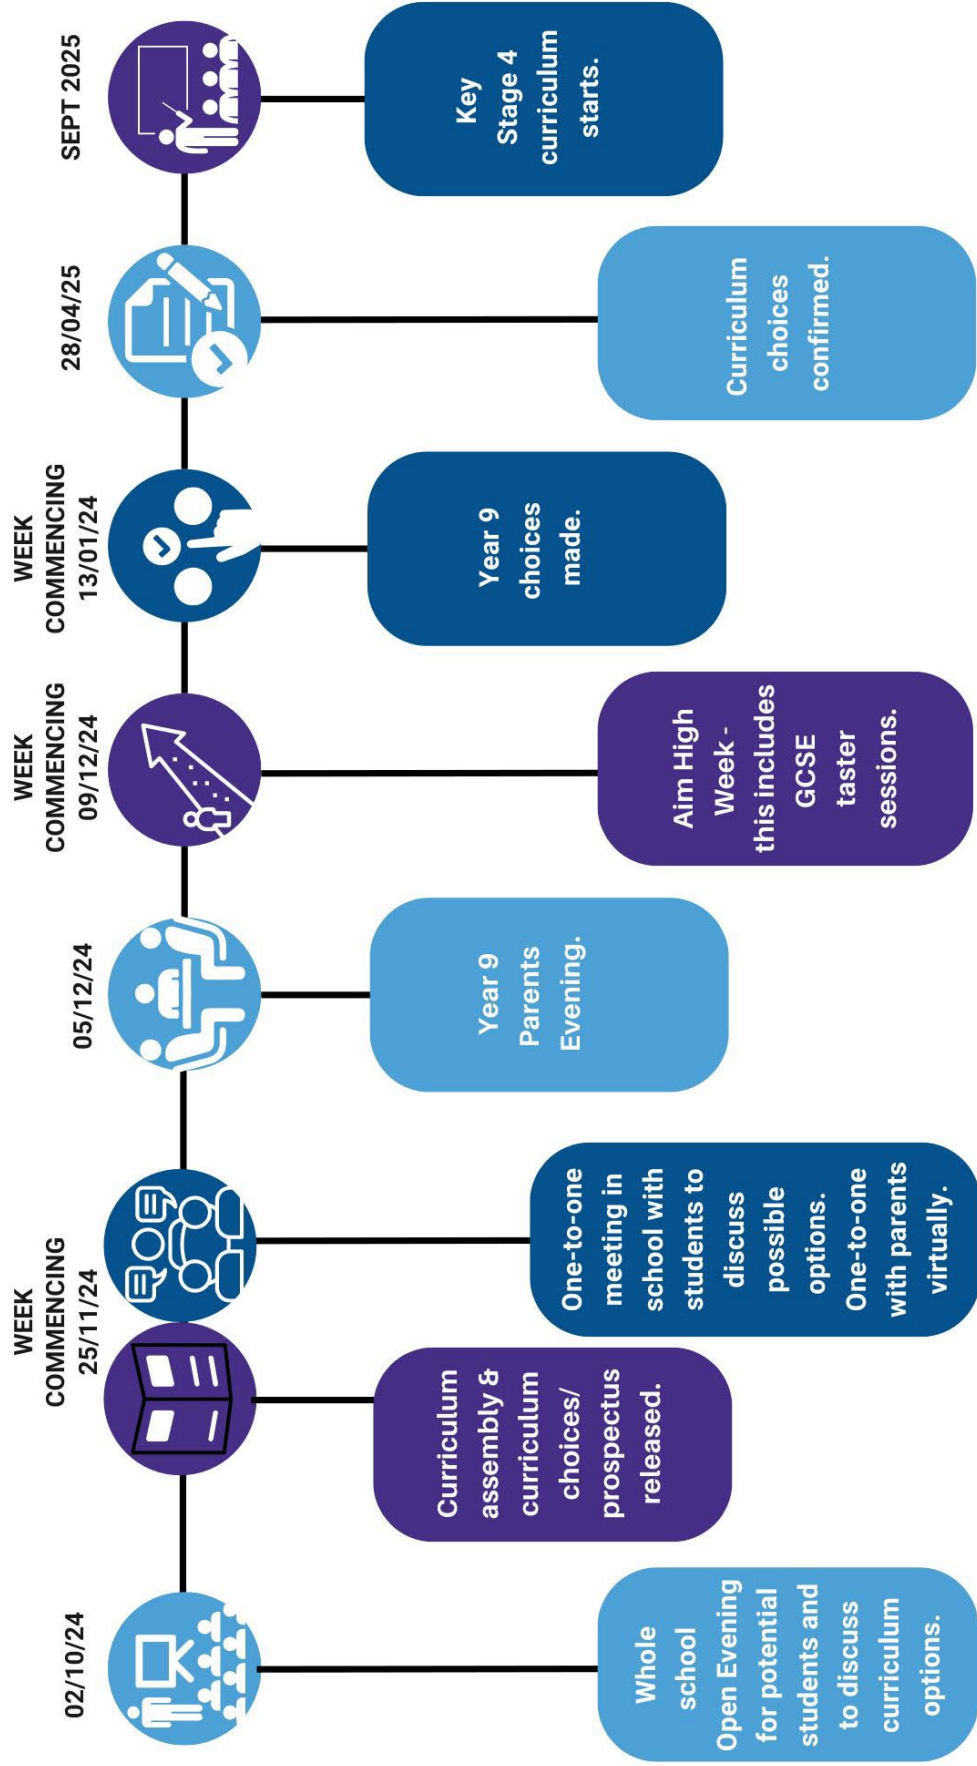 02/10/24
Whole
school
Open Evening
for potential
students and
to discuss
curriculum
options.
WEEK
COMMENCING
25/11/24
Curriculum
assembly &
curriculum
choices/
prospectus
released.
One-to-one
meeting in
school with
students to
discuss
possible
options.
One-to-one
with parents
virtually.
05/12/24
Year 9
Parents
Evening.
WEEK
COMMENCING
09/12/24
Aim High
Week -
this includes
GCSE
taster
sessions.
WEEK
COMMENCING
13/01/24
Year 9
choices
made.
28/04/25
Curriculum
choices
confirmed.
SEPT 2025
Key
Stage 4
curriculum
starts.